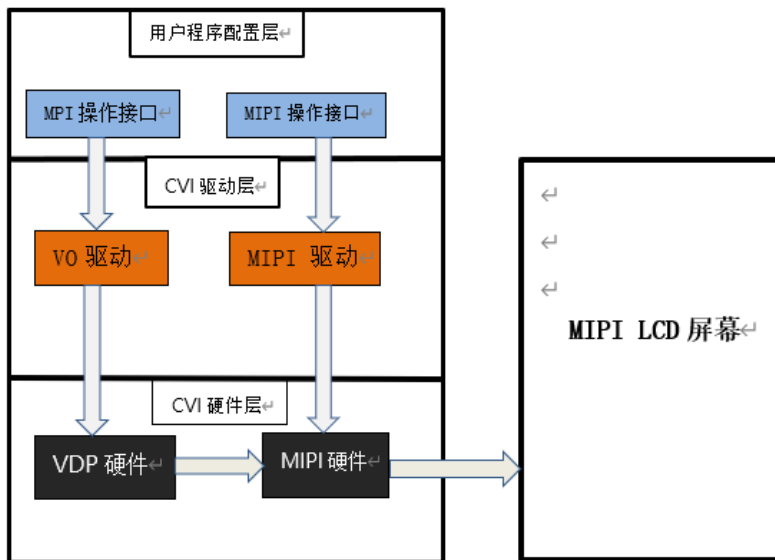 用户程序配置层↵
MPI 操作接口↵
MIPI 操作接口↵
CVI 驱动层↵
VO 驱动↵
MIPI 驱动↵
↵
↵
↵
MIPI LCD 屏幕↵
CVI 硬件层↵
VDP 硬件↵
MIPI 硬件↵